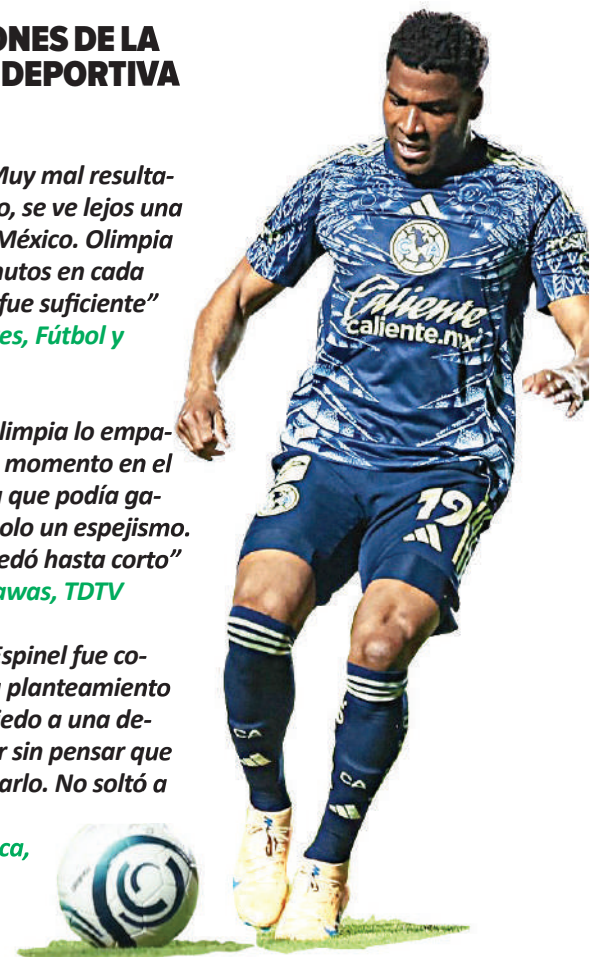 ONES DE LA
DEPORTIVA
Muy mal resulta-
o, se ve lejos una
México. Olimpia
nutos en cada
fue suficiente”
es, Fútbol y
limpia lo empa-
momento en el
a que podía ga-
olo un espejismo.
edó hasta corto”
awas, TDTV
Espinel fue co-
planteamiento
iedo a una de-
r sin pensar que
arlo. No soltó a
ca,
Caliente
caliente.mx
19
CA
CA